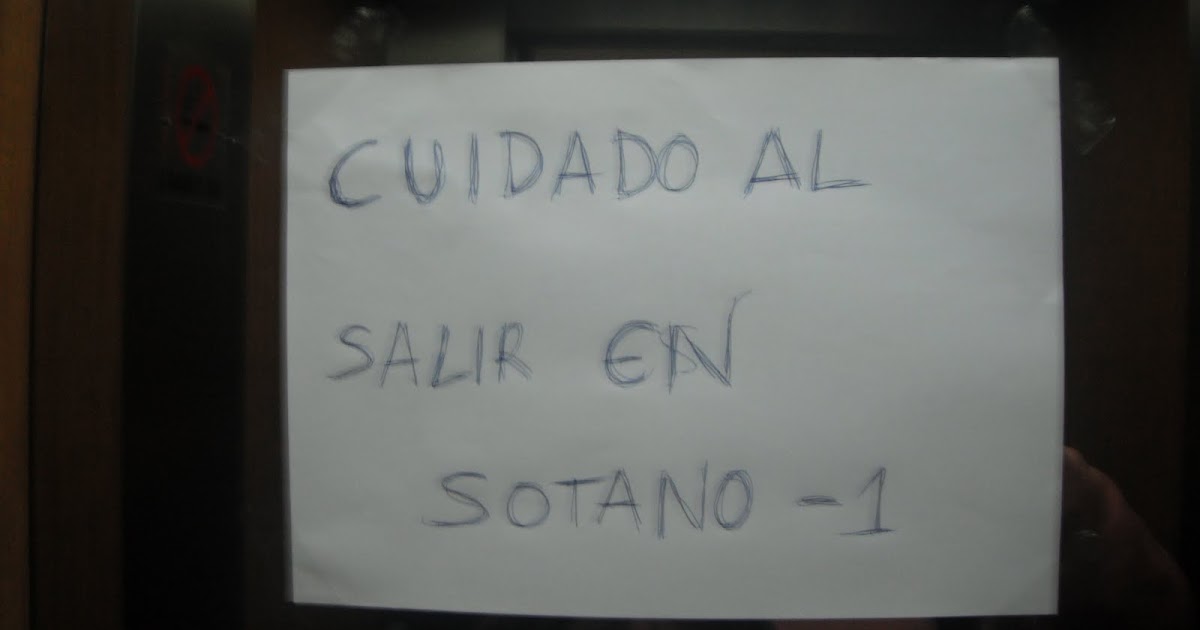 CUIDADO AL
SALIR EN
SOTANO -1